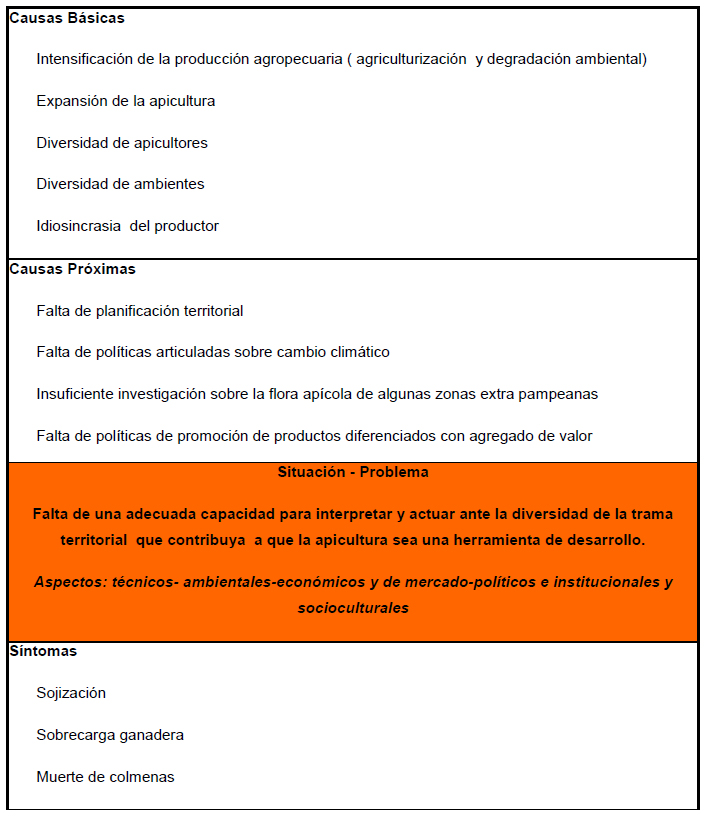 Causas Básicas
Intensificación de la producción agropecuaria ( agriculturización y degradación ambiental)
Expansión de la apicultura
Diversidad de apicultores
Diversidad de ambientes
Idiosincrasia del productor
Causas Próximas
Falta de planificación territorial
Falta de políticas articuladas sobre cambio climático
Insuficiente investigación sobre la flora apícola de algunas zonas extra pampeanas
Falta de políticas de promoción de productos diferenciados con agregado de valor
Situación - Problema
Falta de una adecuada capacidad para interpretar y actuar ante la diversidad de la trama
territorial que contribuya a que la apicultura sea una herramienta de desarrollo.
Aspectos: técnicos- ambientales-económicos y de mercado-políticos e institucionales y
socioculturales
Síntomas
Sojización
Sobrecarga ganadera
Muerte de colmenas